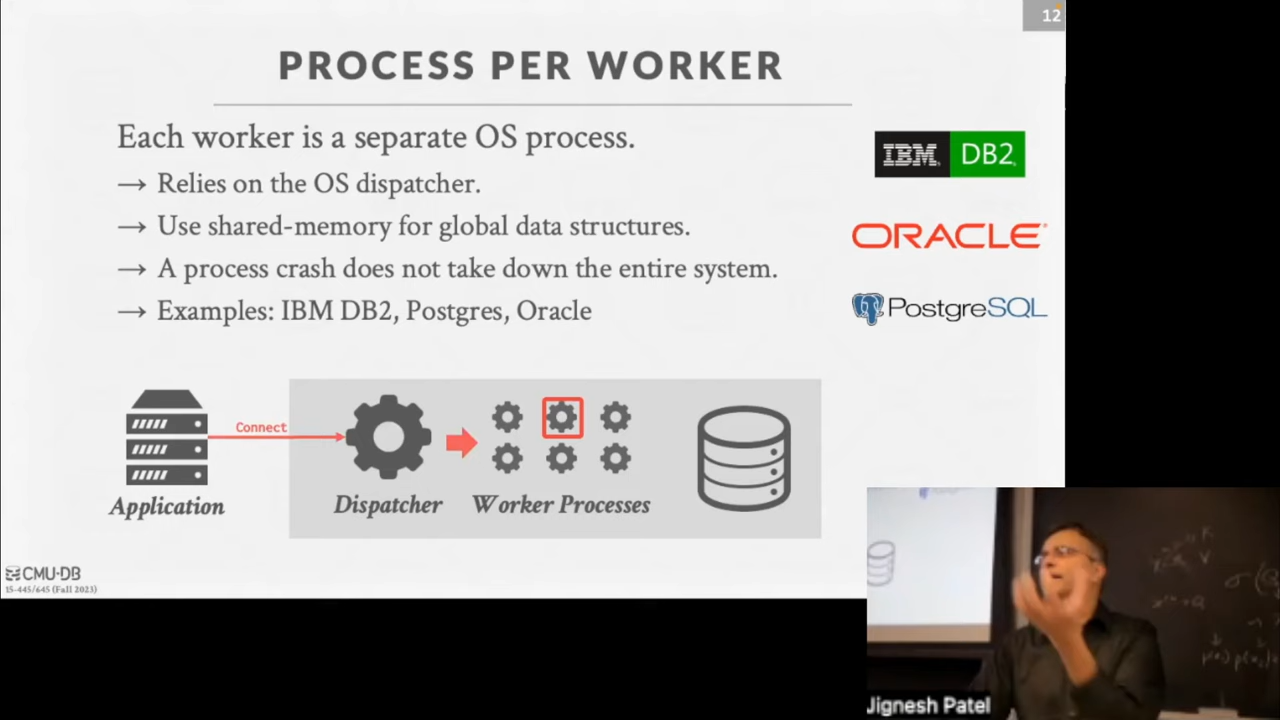 12
PROCESS PER WORKER
Each worker is a separate OS process.
→ Relies on the OS dispatcher.
→ Use shared-memory for global data structures.
→ A process crash does not take down the entire system.
→ Examples: IBM DB2, Postgres, Oracle
IBM DB2
ORACLE
PostgreSQL
Connect
Application
Dispatcher
Worker Processes
CMU·DB
15-445/645 (Fall 2023)
Jignesh Patel